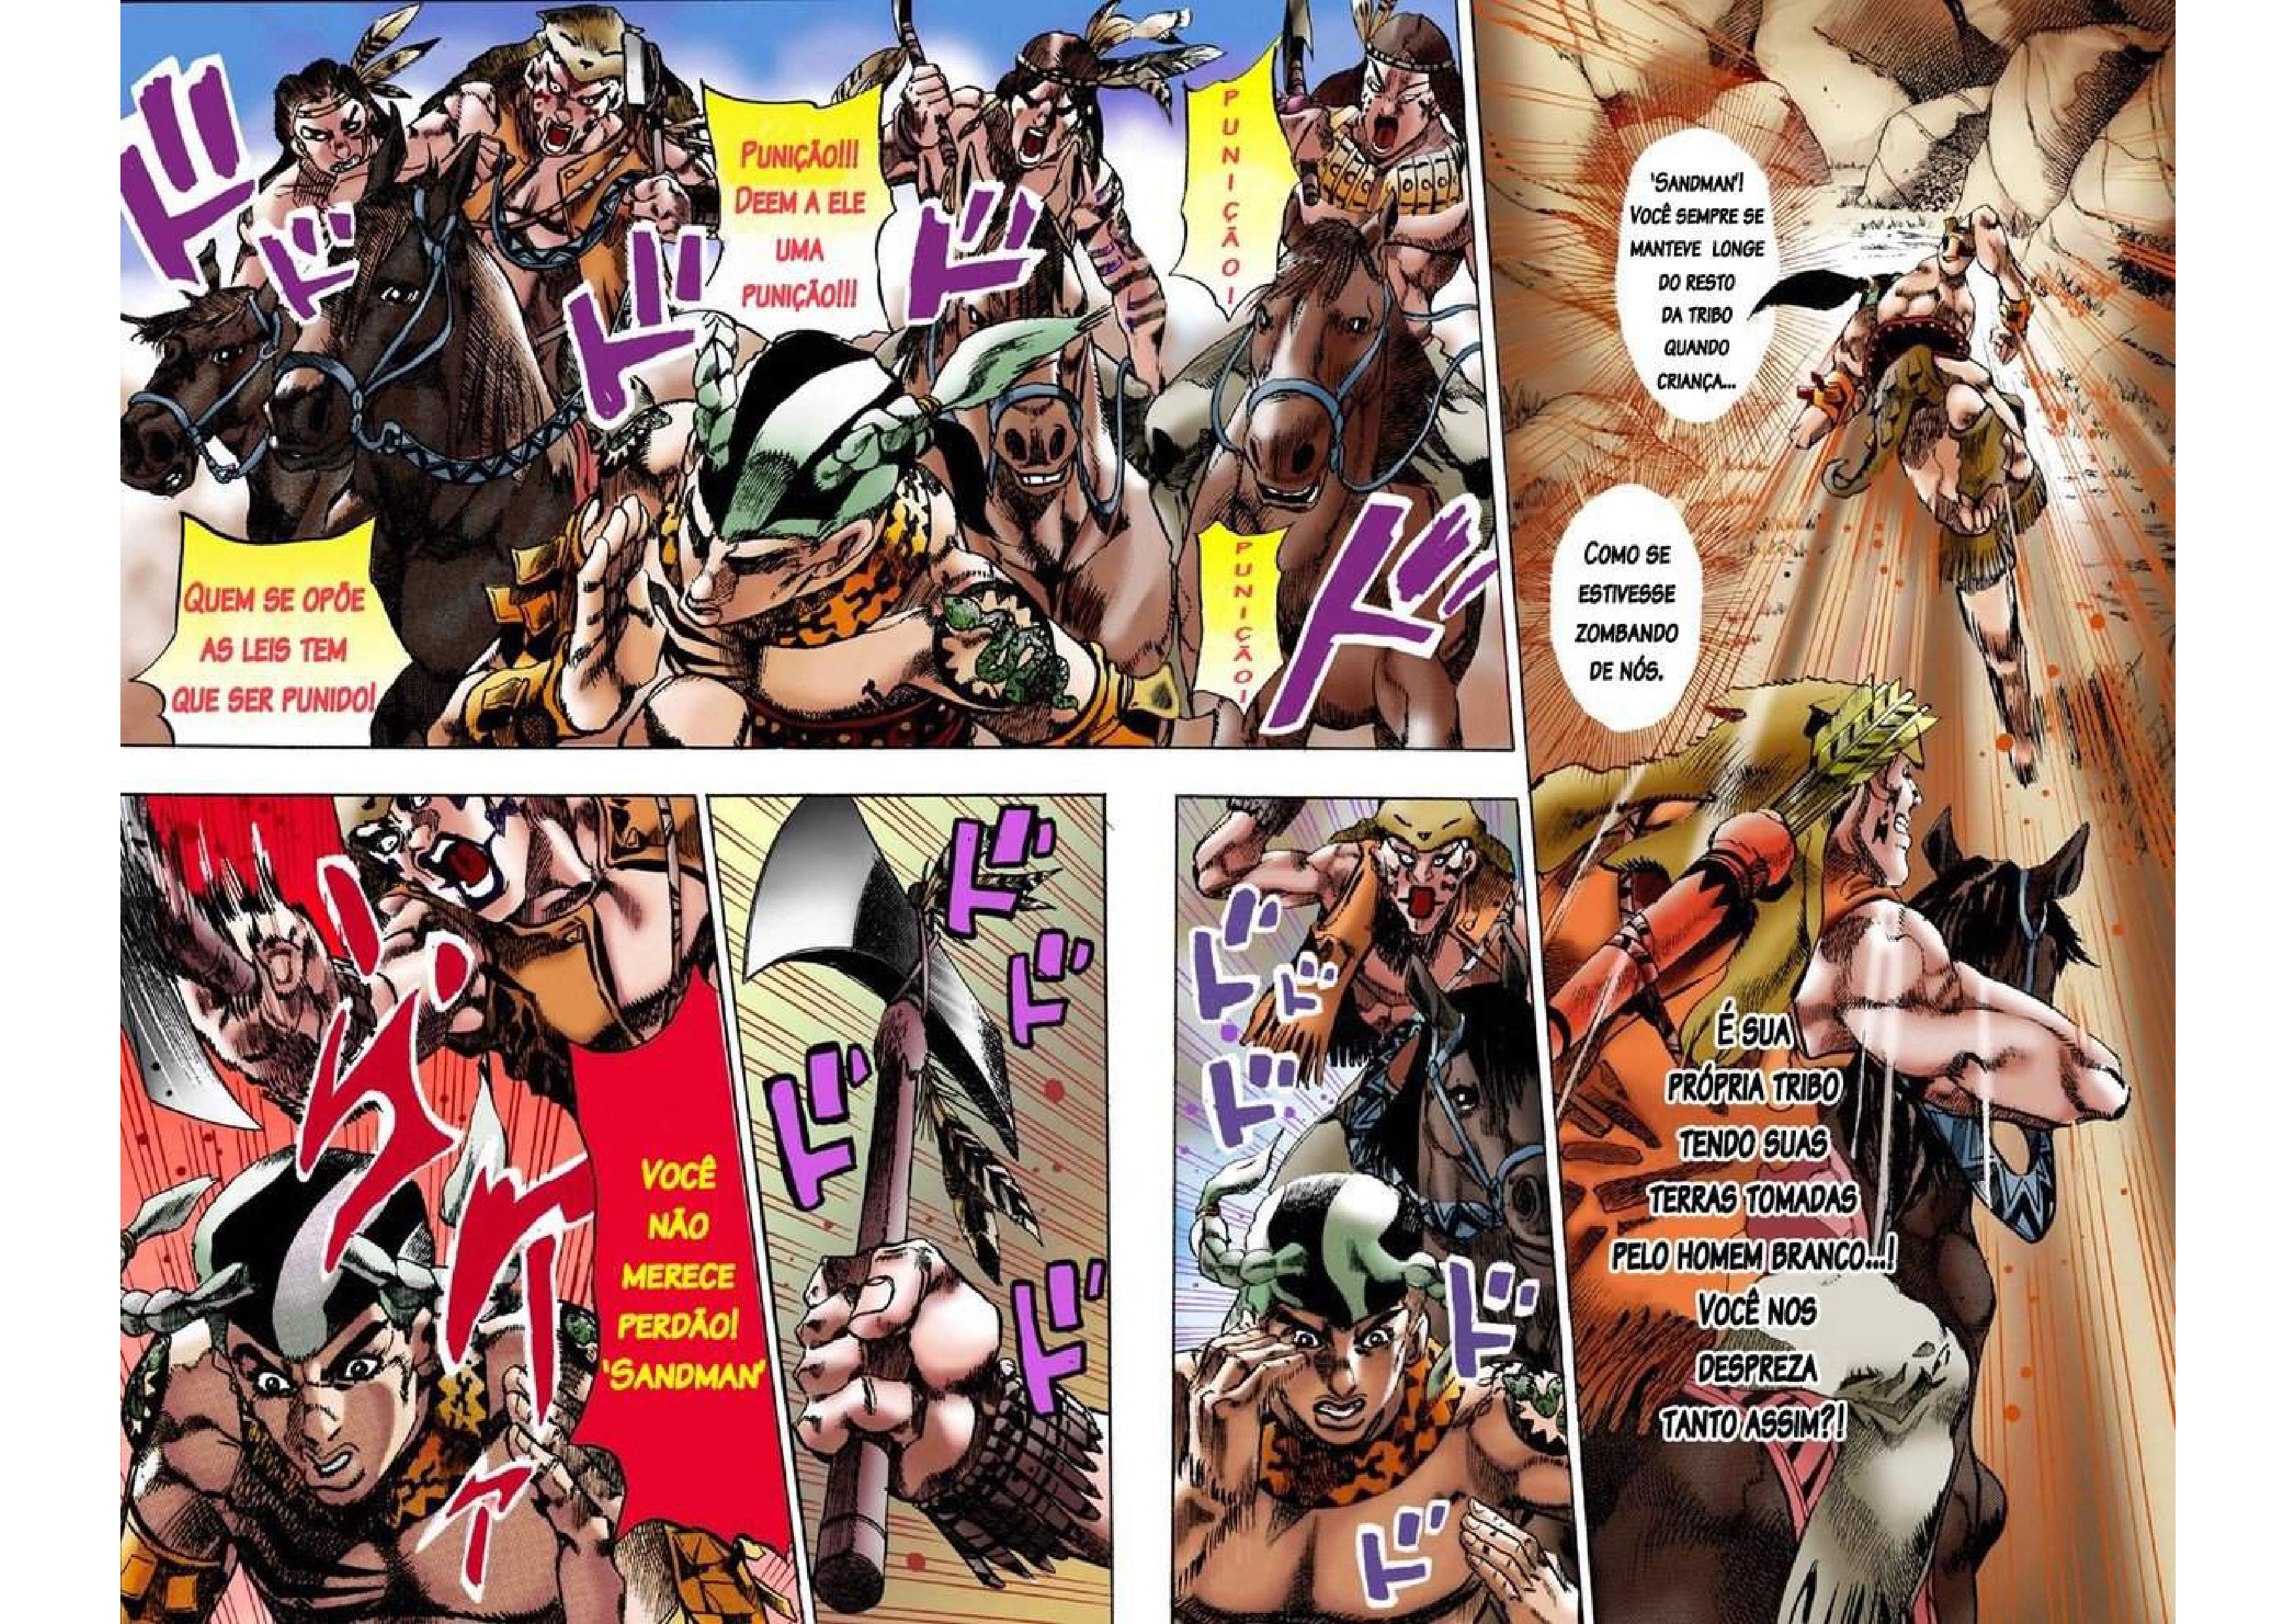 'SANDMAN'!
VOCÊ SEMPRE SE
MANTEVE LONGE
DO RESTO
DA TRIBO
QUANDO
CRIANÇA...
COMO SE
ESTIVESSE
ZOMBANDO
DE NÓS.
É SUA
PRÓPRIA TRIBO
TENDO SUAS
TERRAS TOMADAS
PELO HOMEM BRANCO...!
VOCÊ NOS
DESPREZA
TANTO ASSIM?!
PUNIÇÃO!
PUNIÇÃO!
PUNIÇÃO!!!
DEEM A ELE
UMA
PUNIÇÃO!!!
QUEM SE OPÕE
AS LEIS TEM
QUE SER PUNIDO!
ド
ド
ド
ド
ド
ド
ド
ド
ド
ド
ド
ド
ド
ド
VOCÊ
NÃO
MERECE
PERDÃO!
'SANDMAN'